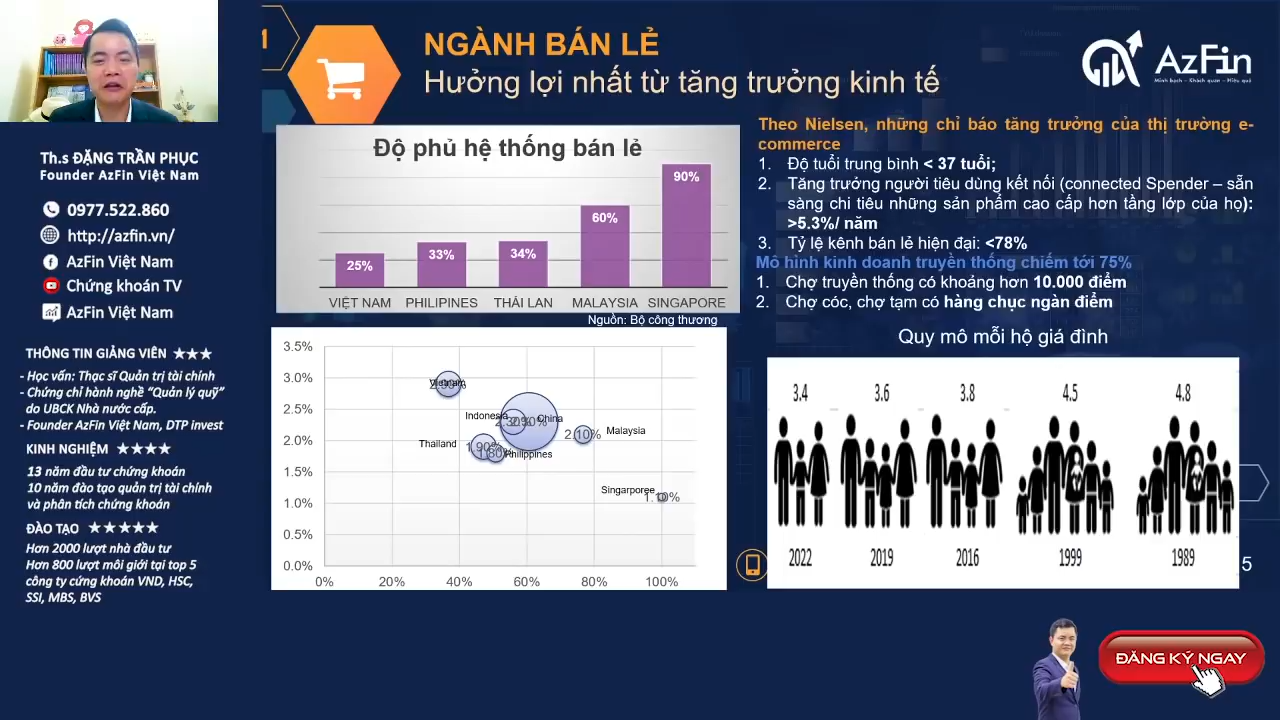 Th.s ĐẶNG TRẦN PHỤC
Founder AzFin Việt Nam
0977.522.860
http://azfin.vn/
AzFin Việt Nam
Chứng khoán TV
AzFin Việt Nam
THÔNG TIN GIẢNG VIÊN ★★★
- Học vấn: Thạc sĩ Quản trị tài chính
- Chứng chỉ hành nghề "Quản lý quỹ"
do UBCK Nhà nước cấp.
- Founder AzFin Việt Nam, DTP invest
KINH NGHIỆM ★★★★
13 năm đầu tư chứng khoán
10 năm đào tạo quản trị tài chính
và phân tích chứng khoán
ĐÀO TẠO ★★★★★
Hơn 2000 lượt nhà đầu tư
Hơn 800 lượt môi giới tại top 5
công ty cứng khoán VND, HSC,
SSI, MBS, BVS
1
NGÀNH BÁN LẺ
Hưởng lợi nhất từ tăng trưởng kinh tế
AzFin
Minh bạch - Khách quan - Hiệu quả
Độ phủ hệ thống bán lẻ
25% 33% 34% 60% 90%
VIỆT NAM PHILIPINES THÁI LAN MALAYSIA SINGAPORE
Nguồn: Bộ công thương
Theo Nielsen, những chỉ báo tăng trưởng của thị trường e-
commerce
1. Độ tuổi trung bình < 37 tuổi;
2. Tăng trưởng người tiêu dùng kết nối (connected Spender – sẵn
sàng chi tiêu những sản phẩm cao cấp hơn tầng lớp của họ):
>5.3%/ năm
3. Tỷ lệ kênh bán lẻ hiện đại: <78%
Mô hình kinh doanh truyền thống chiếm tới 75%
1. Chợ truyền thống có khoảng hơn 10.000 điểm
2. Chợ cóc, chợ tạm có hàng chục ngàn điểm
3.5%
3.0%
2.5%
2.0%
1.5%
1.0%
0.5%
0.0%
0% 20% 40% 60% 80% 100%
Vietnam
Indonesia
2.30%
China
Thailand
1.90%
Philippines
2.10%
Malaysia
Singarporee
1.10%
Quy mô mỗi hộ giá đình
3.4 3.6 3.8 4.5 4.8
2022 2019 2016 1999 1989
5
ĐĂNG KÝ NGAY